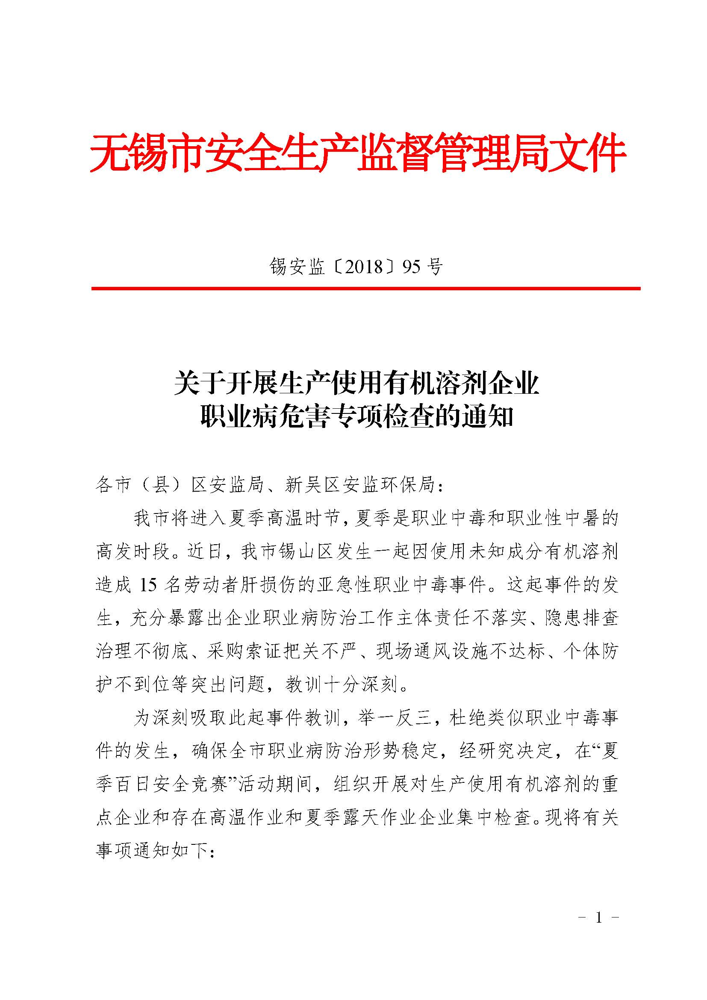 无锡市安全生产监督管理局文件
锡安监〔2018〕95 号
关于开展生产使用有机溶剂企业
职业病危害专项检查的通知
各市（县）区安监局、新吴区安监环保局：
我市将进入夏季高温时节，夏季是职业中毒和职业性中暑的
高发时段。近日，我市锡山区发生一起因使用未知成分有机溶剂
造成 15 名劳动者肝损伤的亚急性职业中毒事件。这起事件的发
生，充分暴露出企业职业病防治工作主体责任不落实、隐患排查
治理不彻底、采购索证把关不严、现场通风设施不达标、个体防
护不到位等突出问题，教训十分深刻。
为深刻吸取此起事件教训，举一反三，杜绝类似职业中毒事
件的发生，确保全市职业病防治形势稳定，经研究决定，在“夏
季百日安全竞赛”活动期间，组织开展对生产使用有机溶剂的重
点企业和存在高温作业和夏季露天作业企业集中检查。现将有关
事项通知如下：
- 1 -